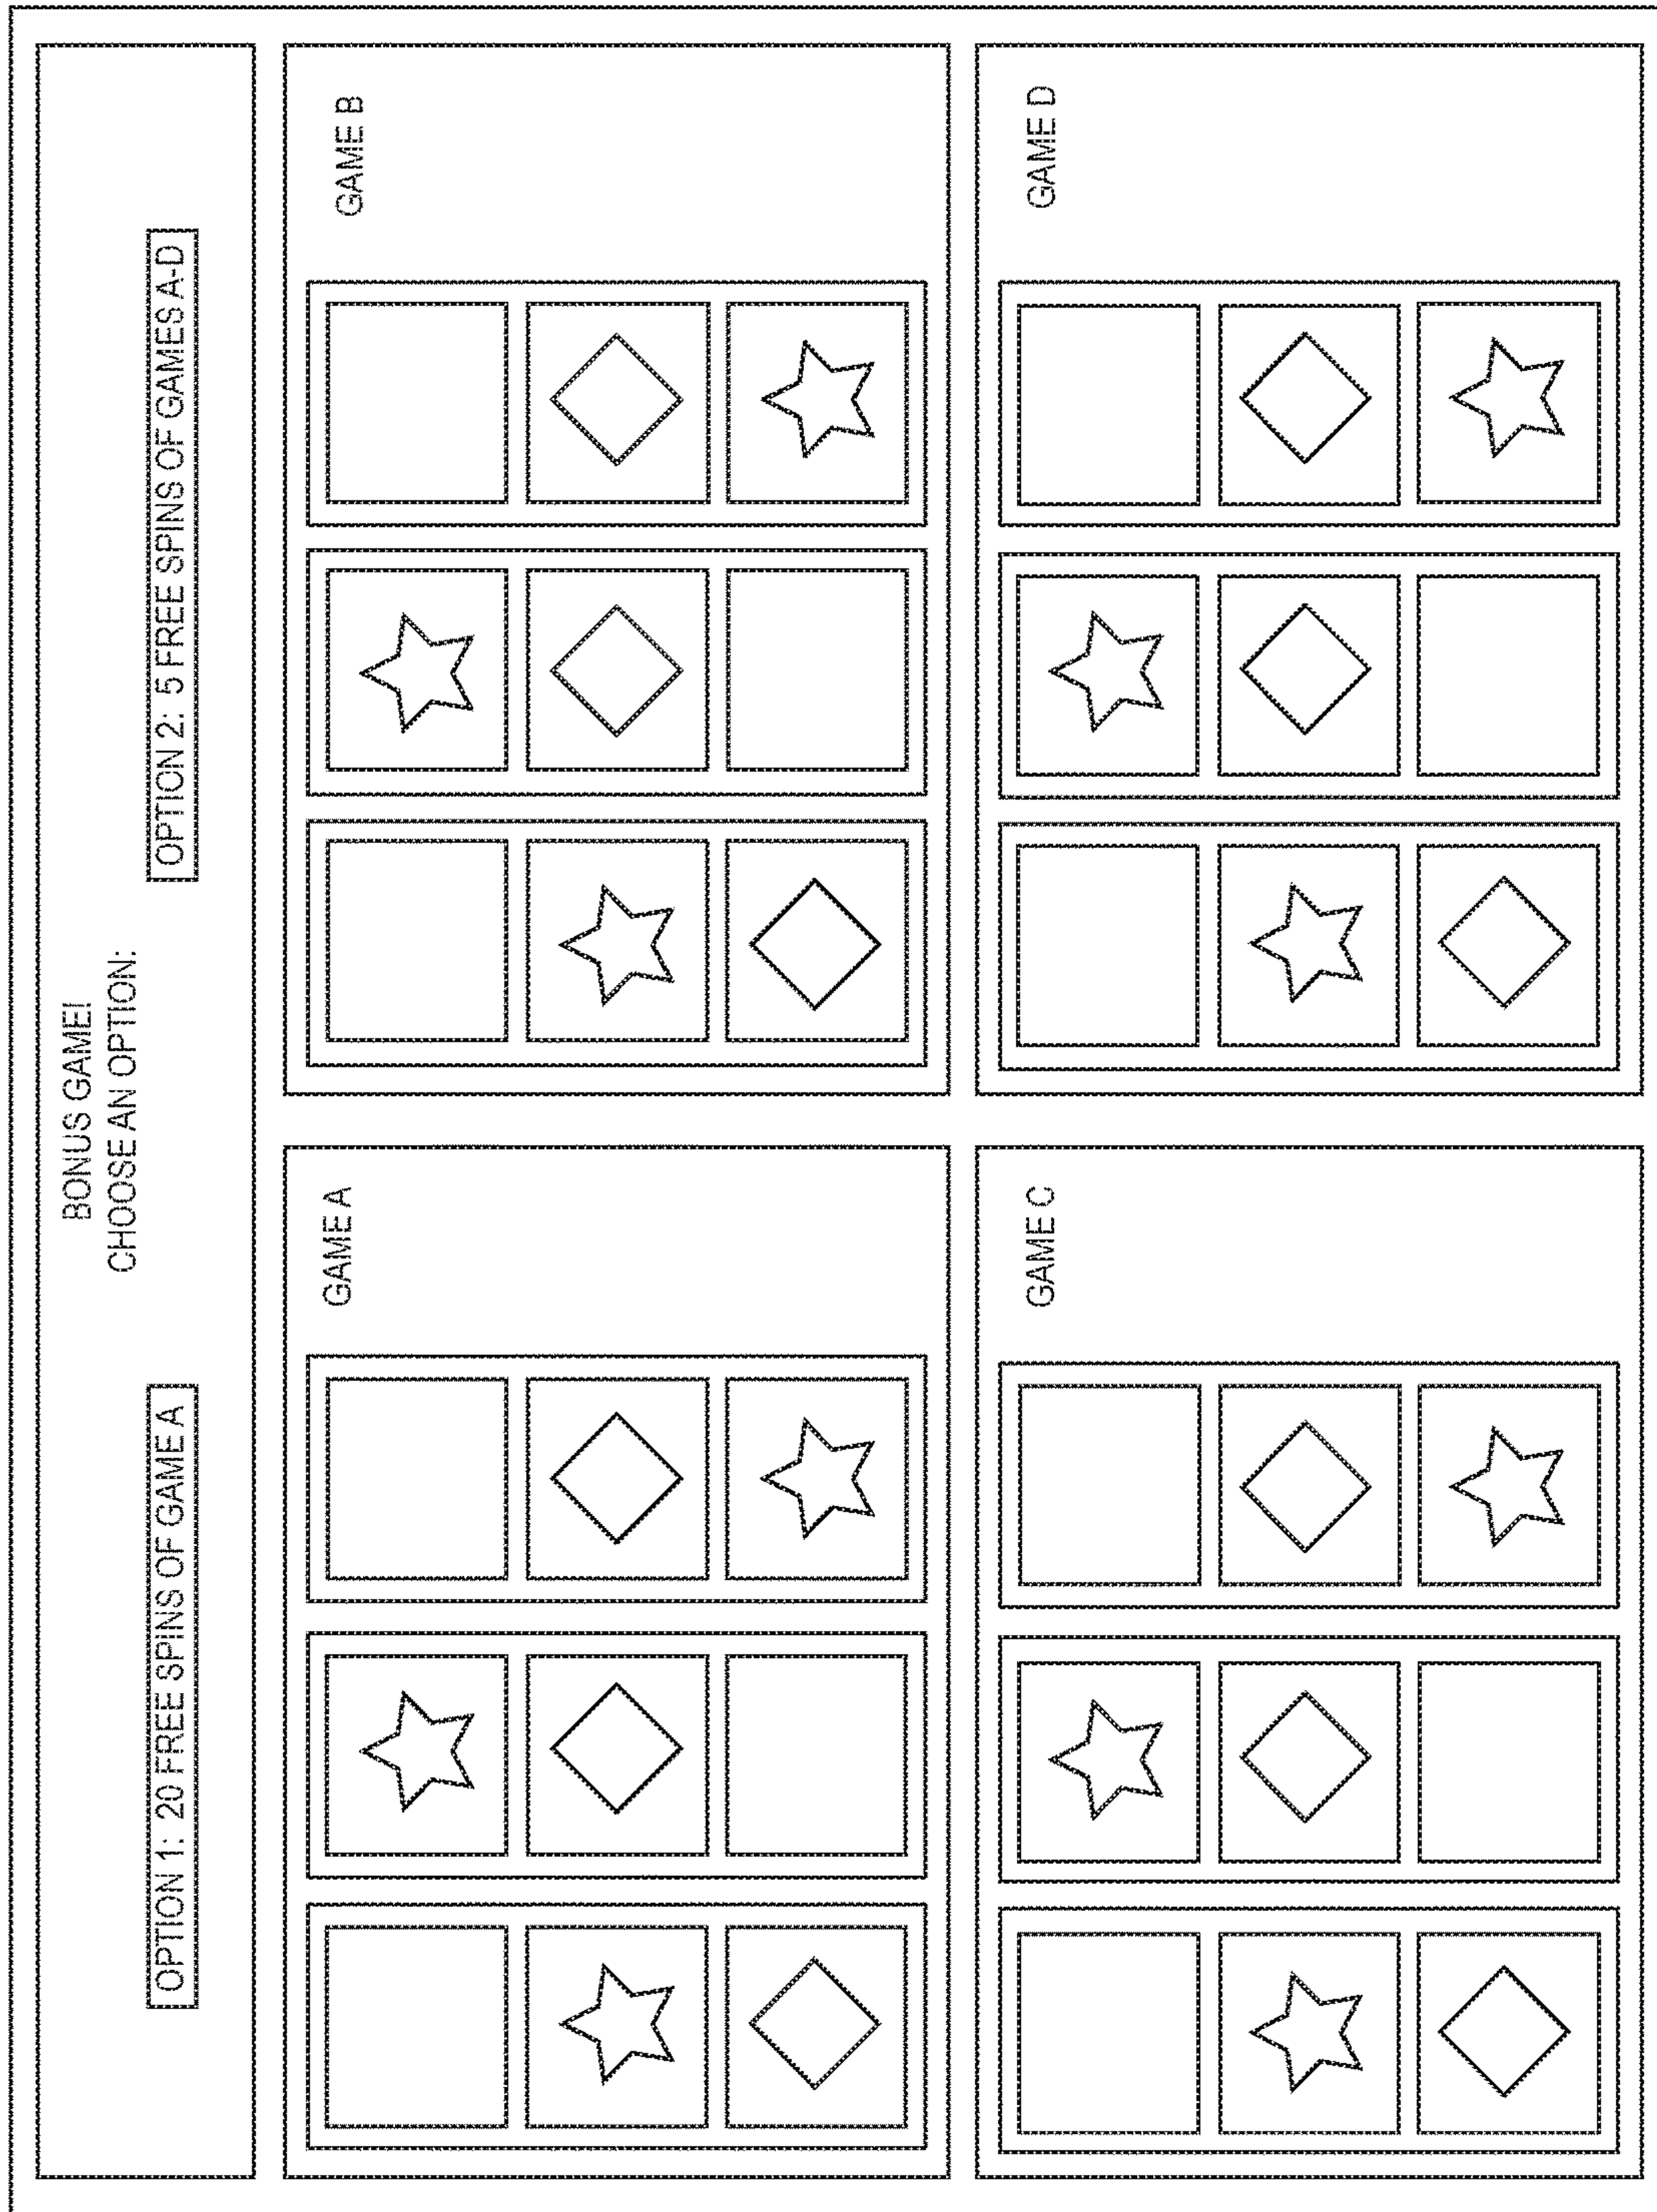 BONUS GAME!
CHOOSE AN OPTION:
OPTION 1: 20 FREE SPINS OF GAME A
OPTION 2: 5 FREE SPINS OF GAMES A-D
GAME A
GAME B
GAME C
GAME D